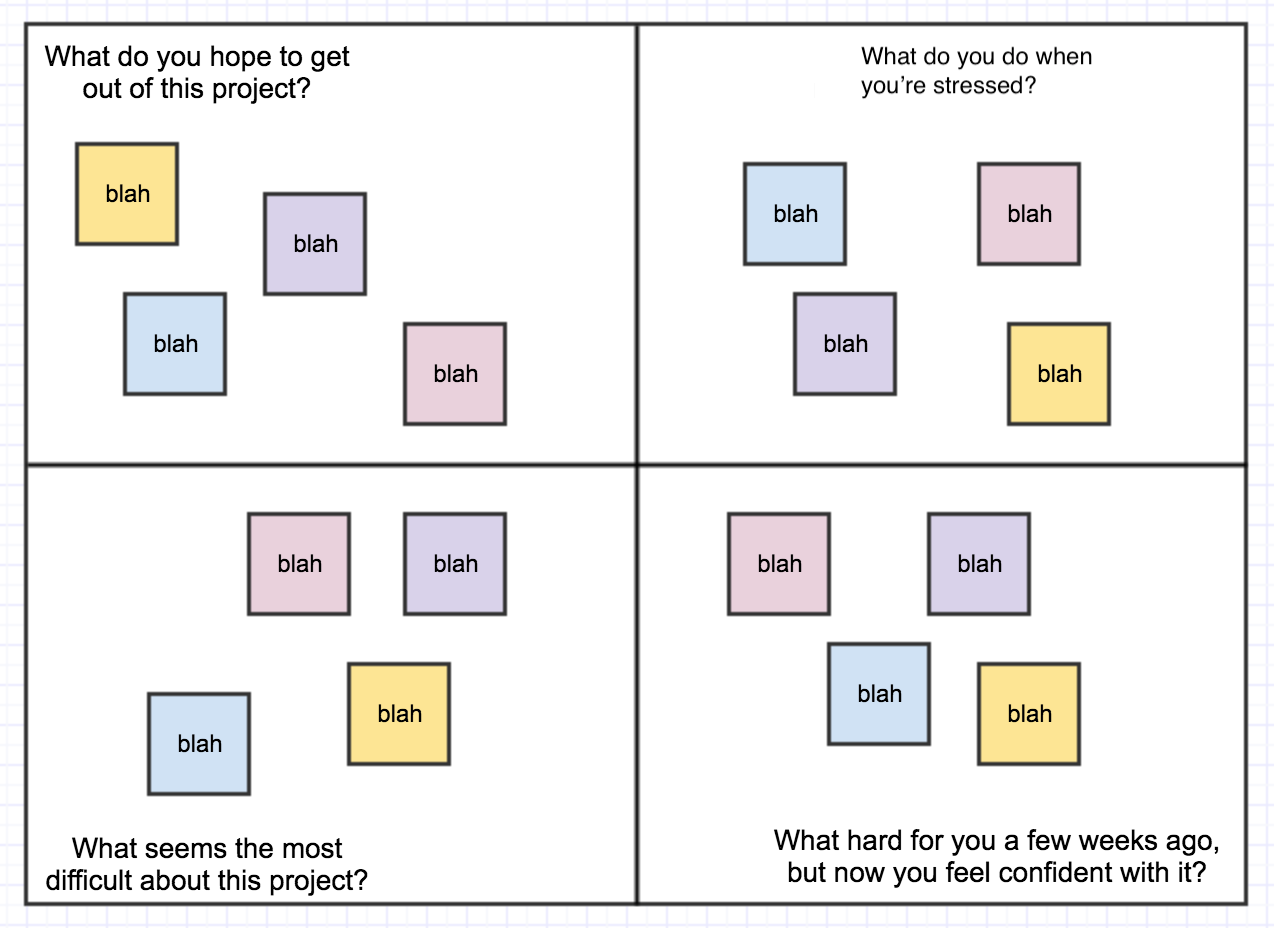 What do you hope to get
out of this project?
blah
blah
blah
blah
What do you do when
you're stressed?
blah
blah
blah
blah
blah
blah
blah
blah
What seems the most
difficult about this project?
blah
blah
blah
blah
What hard for you a few weeks ago,
but now you feel confident with it?